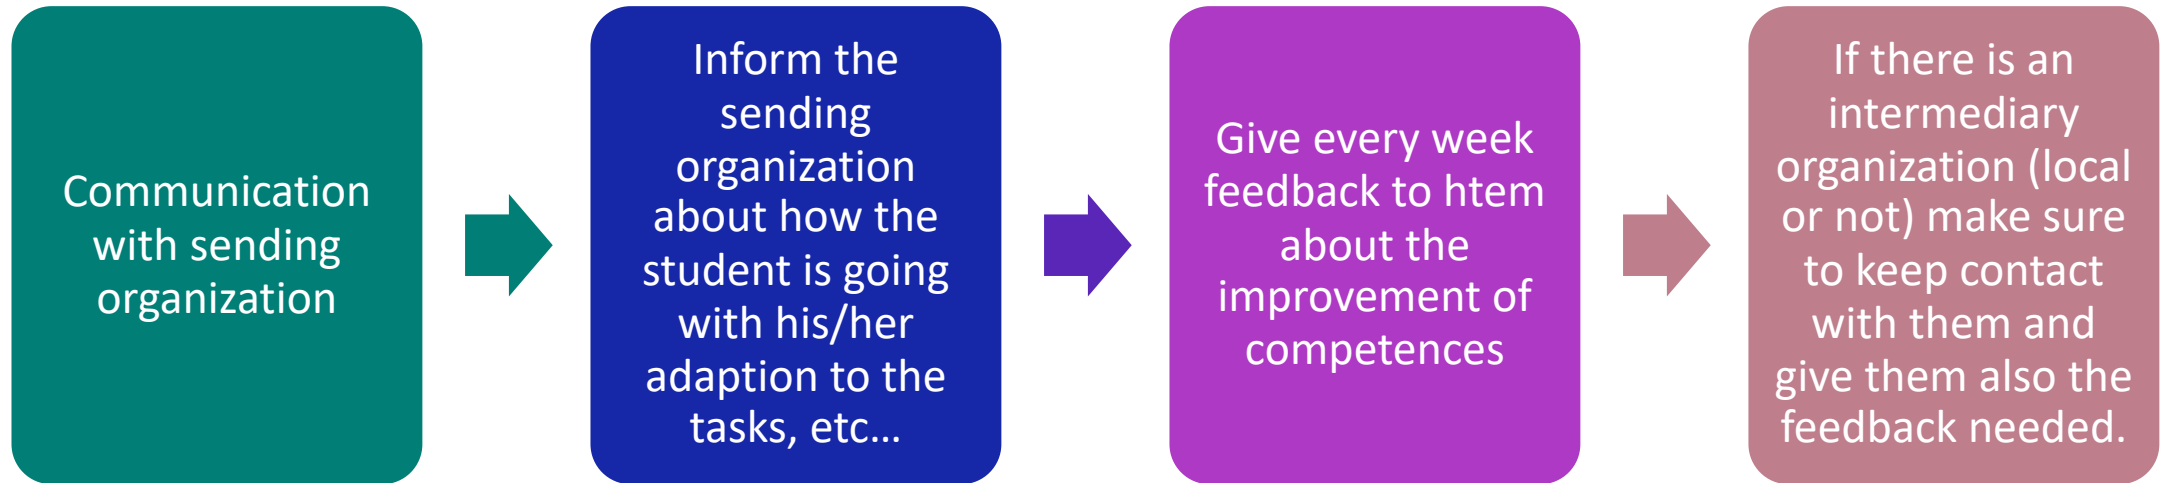 Communication
with sending
organization
Inform the
sending
organization
about how the
student is going
with his/her
adaption to the
tasks, etc…
Give every week
feedback to htem
about the
improvement of
competences
If there is an
intermediary
organization (local
or not) make sure
to keep contact
with them and
give them also the
feedback needed.